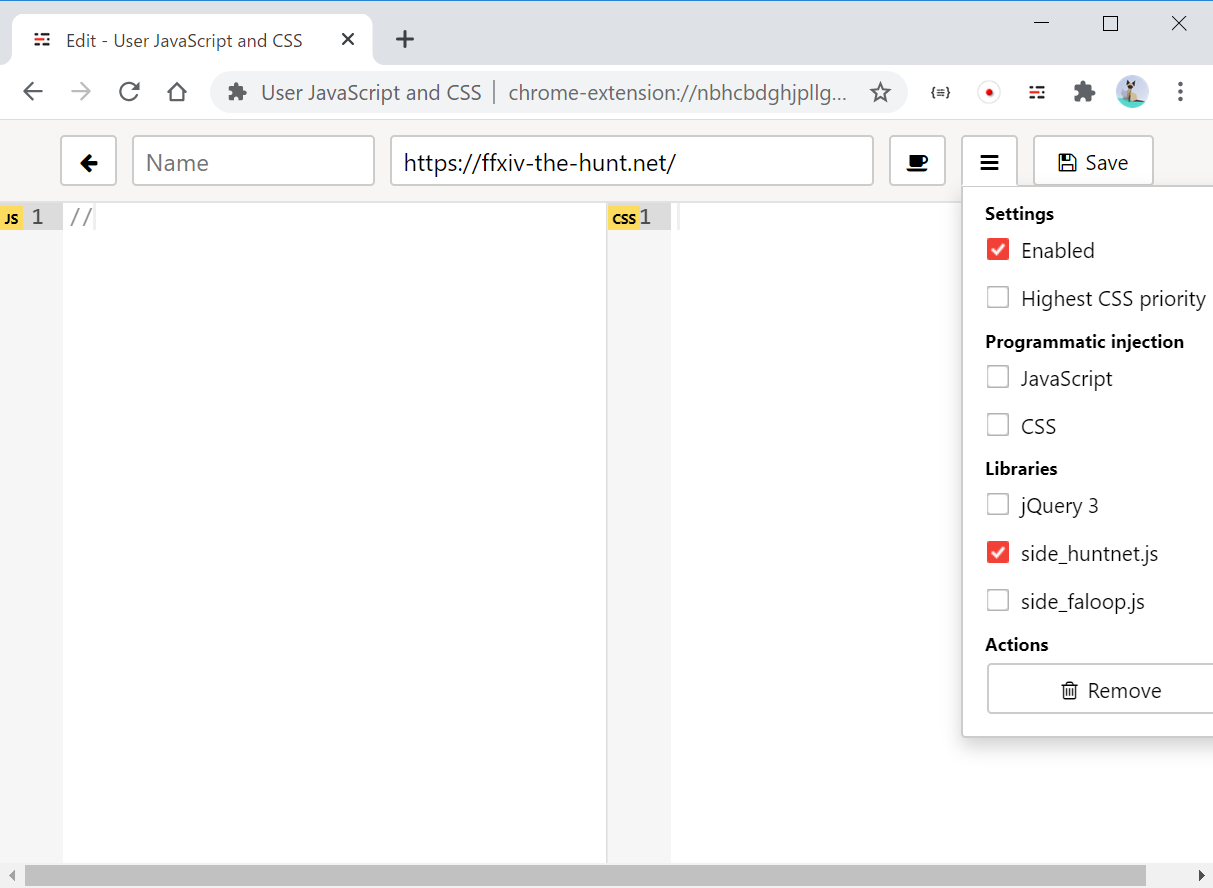 Edit - User JavaScript and CSS
User JavaScript and CSS | chrome-extension://nbhcbdghjpllg...
Name
https://ffxiv-the-hunt.net/
Save
JS 1 //
CSS 1
Settings
Enabled
Highest CSS priority
Programmatic injection
JavaScript
CSS
Libraries
jQuery 3
side_huntnet.js
side_faloop.js
Actions
Remove